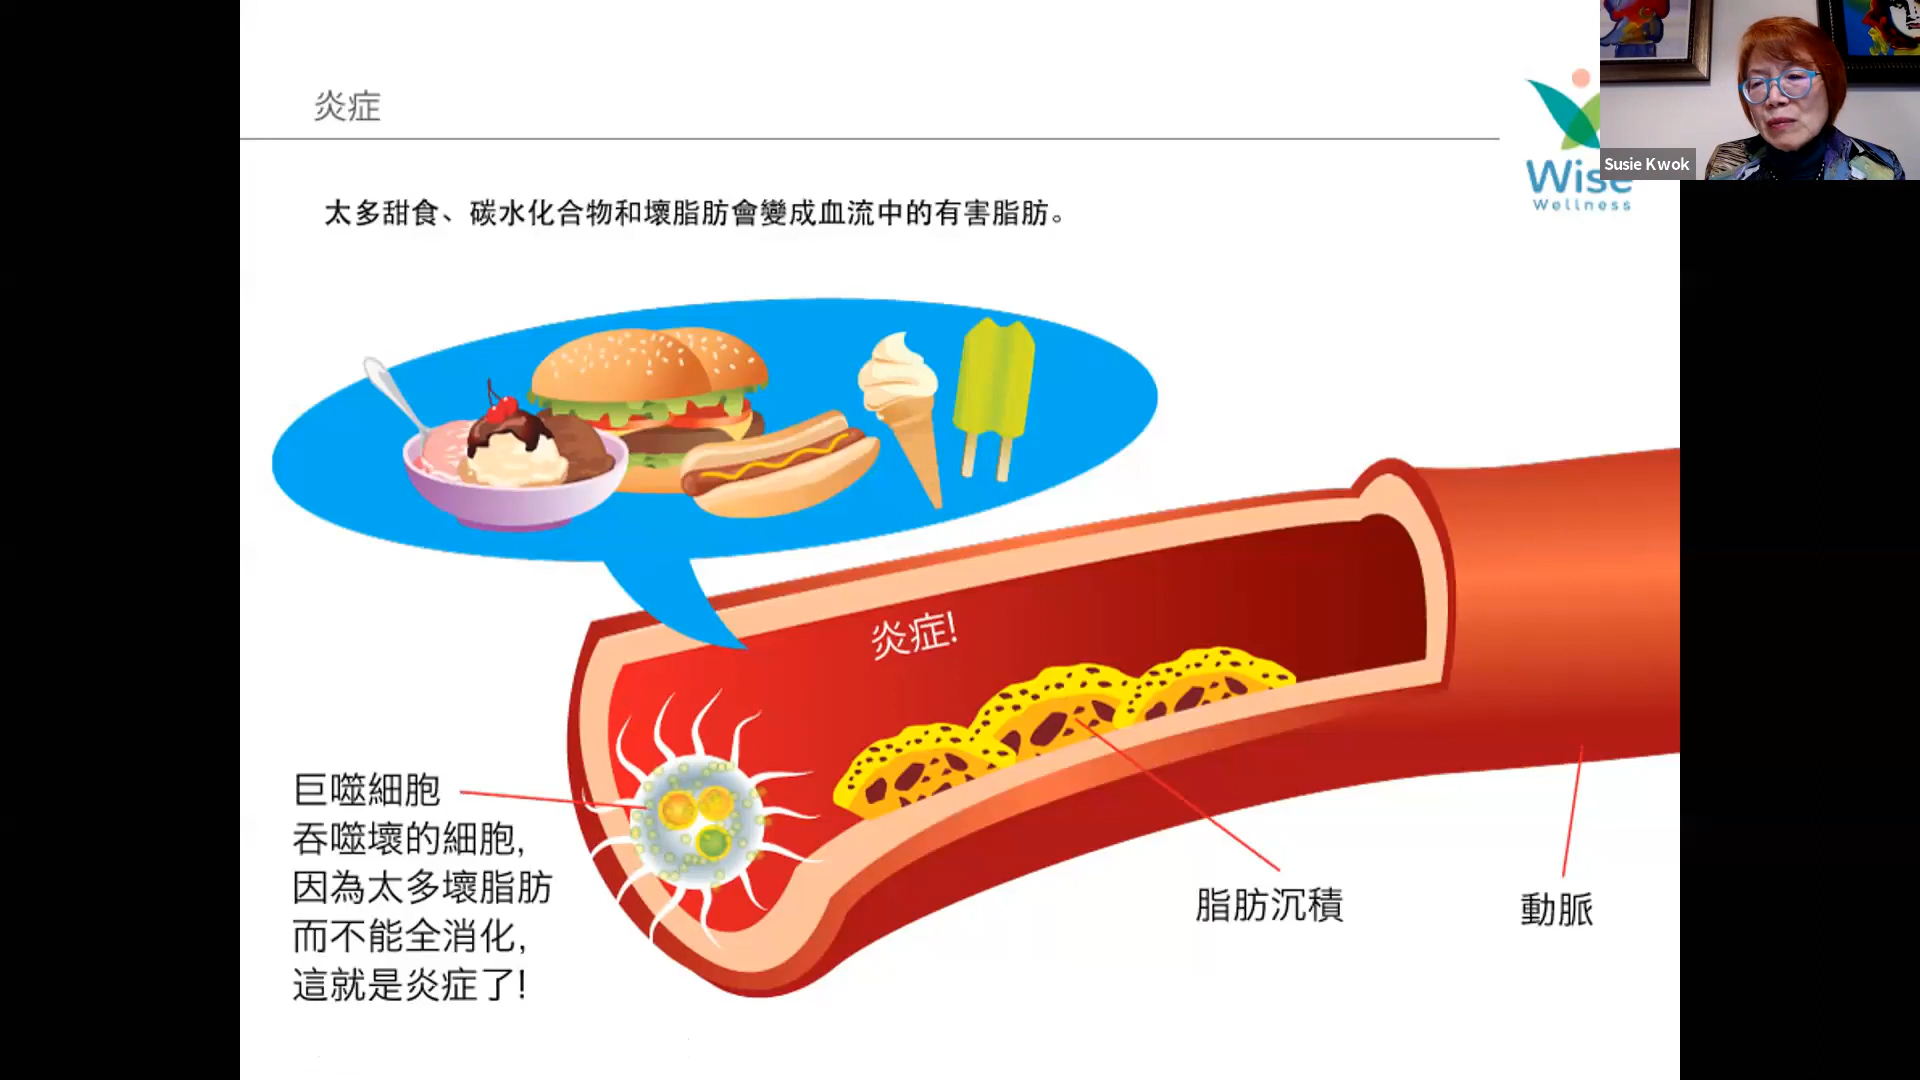 炎症
Susie Kwok
Wise
Wellness
太多甜食、碳水化合物和壞脂肪會變成血流中的有害脂肪。
炎症!
巨噬細胞
吞噬壞的細胞,
因為太多壞脂肪
而不能全消化,
這就是炎症了!
脂肪沉積
動脈